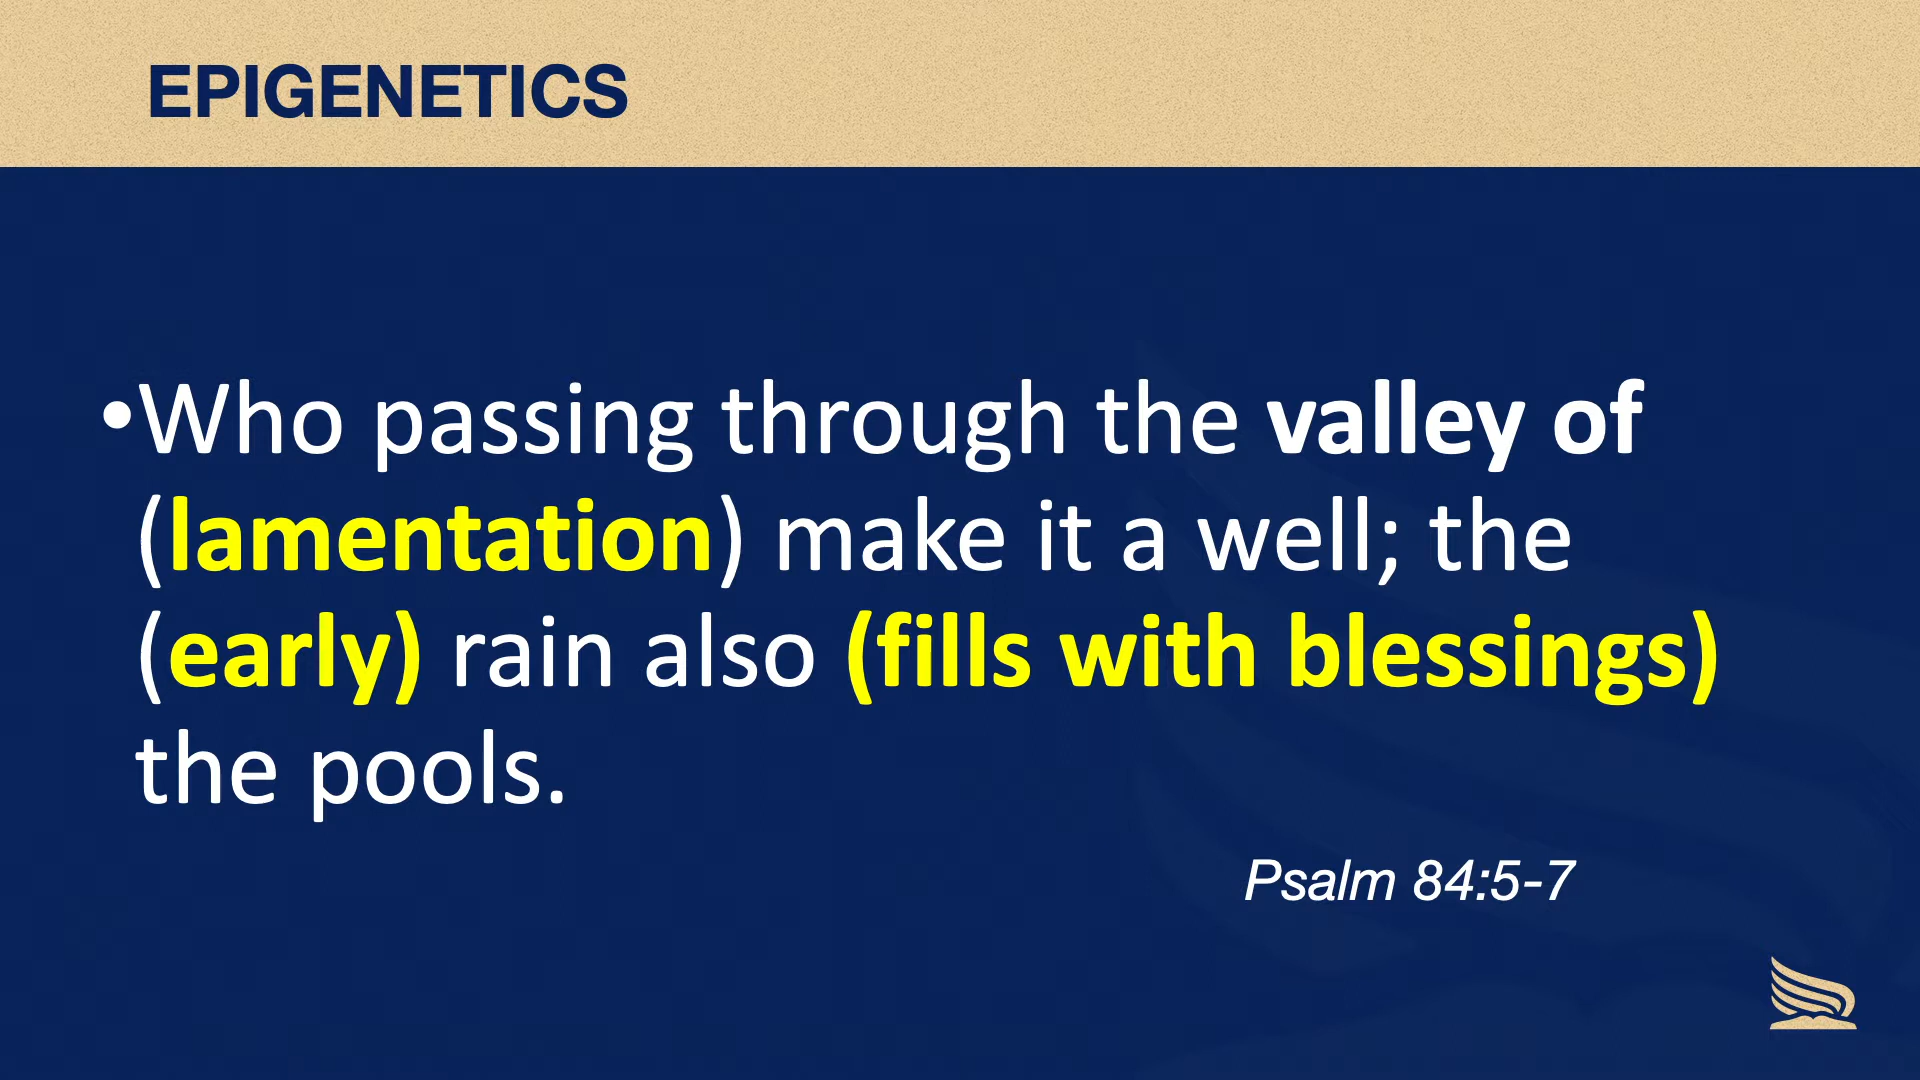 EPIGENETICS
•Who passing through the valley of
(lamentation) make it a well; the
(early) rain also (fills with blessings)
the pools.
Psalm 84:5-7